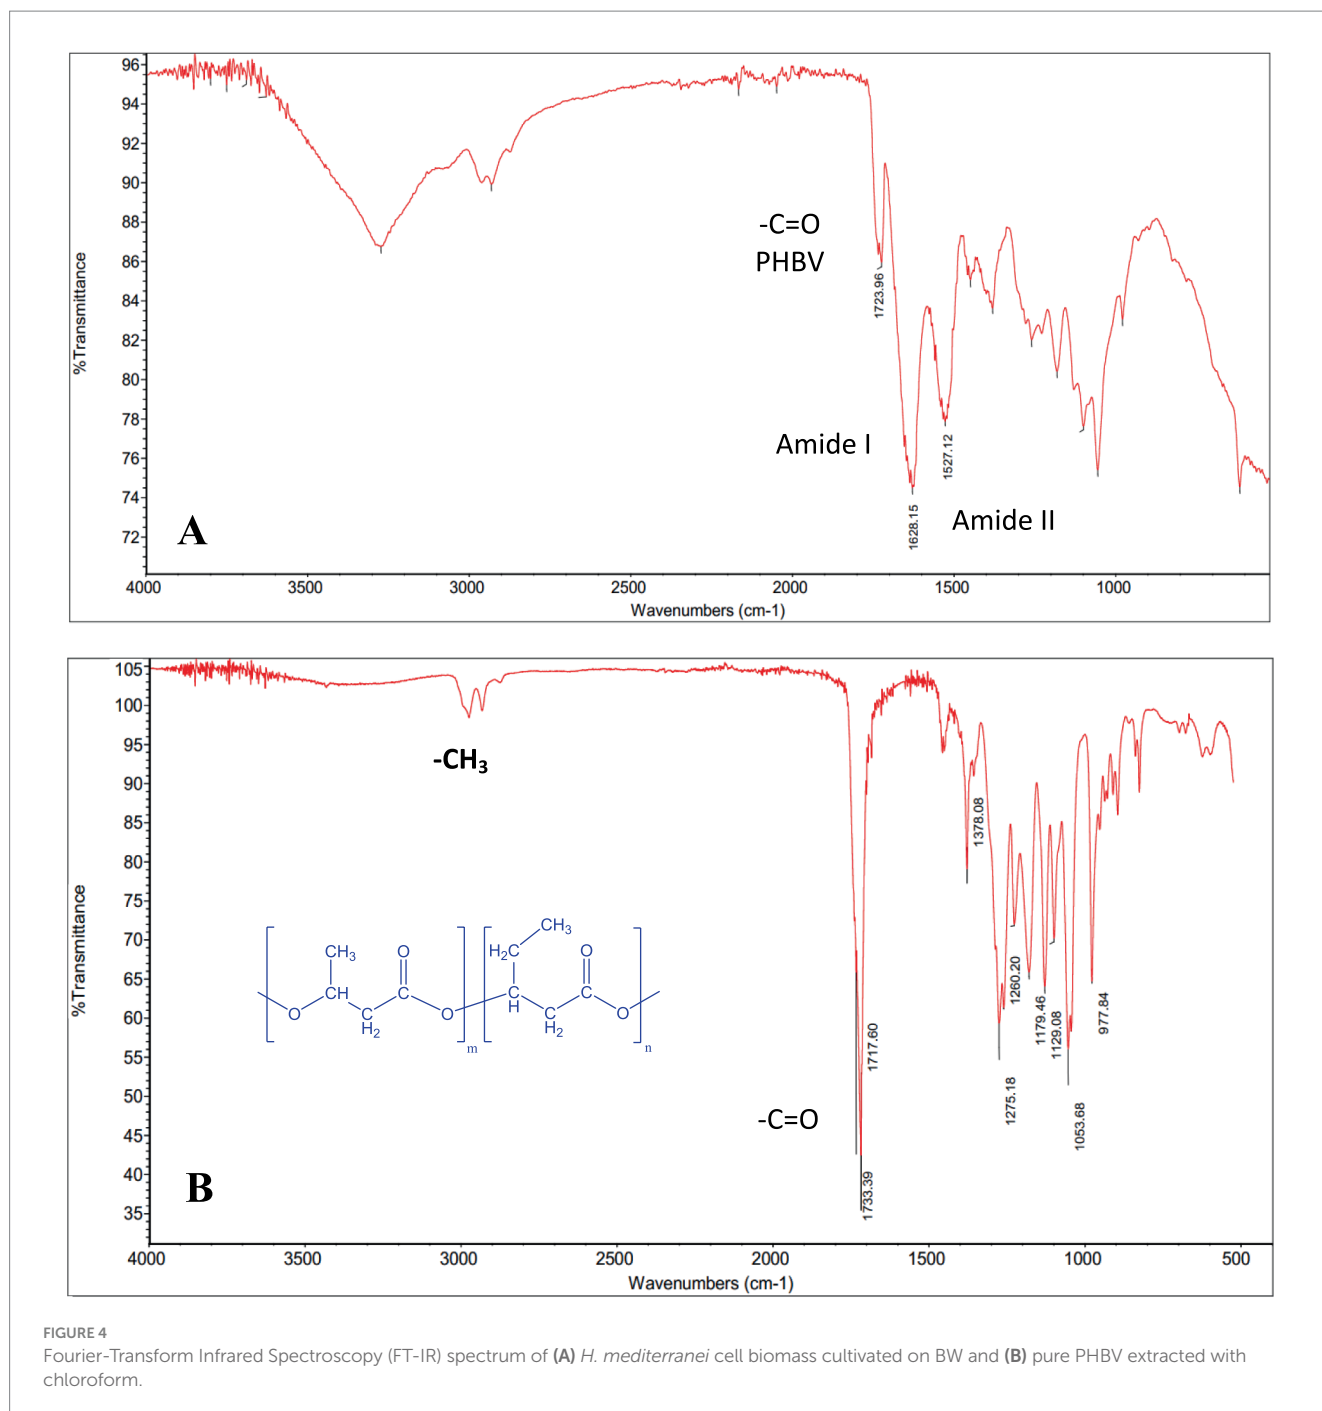 96
94
92
90
88
86
84
82
80
78
76
74
72
%Transmittance
-C=O
PHBV
1723.96
Amide I
1628.15
1527.12
Amide II
A
4000 3500 3000 2500 2000 1500 1000
Wavenumbers (cm-1)
105
100
95
90
85
80
75
70
65
60
55
50
45
40
35
%Transmittance
-CH3
CH3 O H2C CH3 O
O CH C H2 O C H C H2 O
m n
-C=O
1717.60
1733.39
1378.08
1275.18
1260.20
1179.46
1129.08
1053.68
977.84
B
4000 3500 3000 2500 2000 1500 1000 500
Wavenumbers (cm-1)
FIGURE 4
Fourier-Transform Infrared Spectroscopy (FT-IR) spectrum of (A) H. mediterranei cell biomass cultivated on BW and (B) pure PHBV extracted with
chloroform.